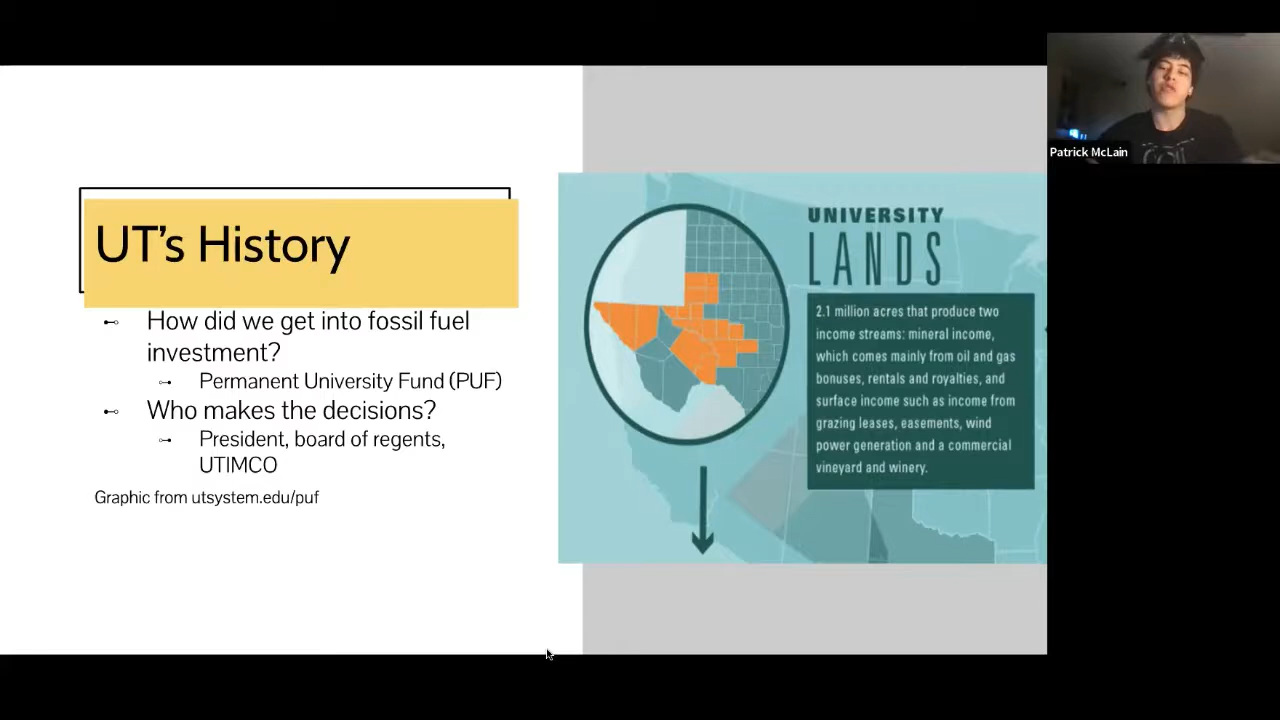 UT's History
How did we get into fossil fuel
investment?
Permanent University Fund (PUF)
Who makes the decisions?
President, board of regents,
UTIMCO
Graphic from utsystem.edu/puf
UNIVERSITY
LANDS
2.1 million acres that produce two
income streams: mineral income,
which comes mainly from oil and gas
bonuses, rentals and royalties, and
surface income such as income from
grazing leases, easements, wind
power generation and a commercial
vineyard and winery.
Patrick McLain